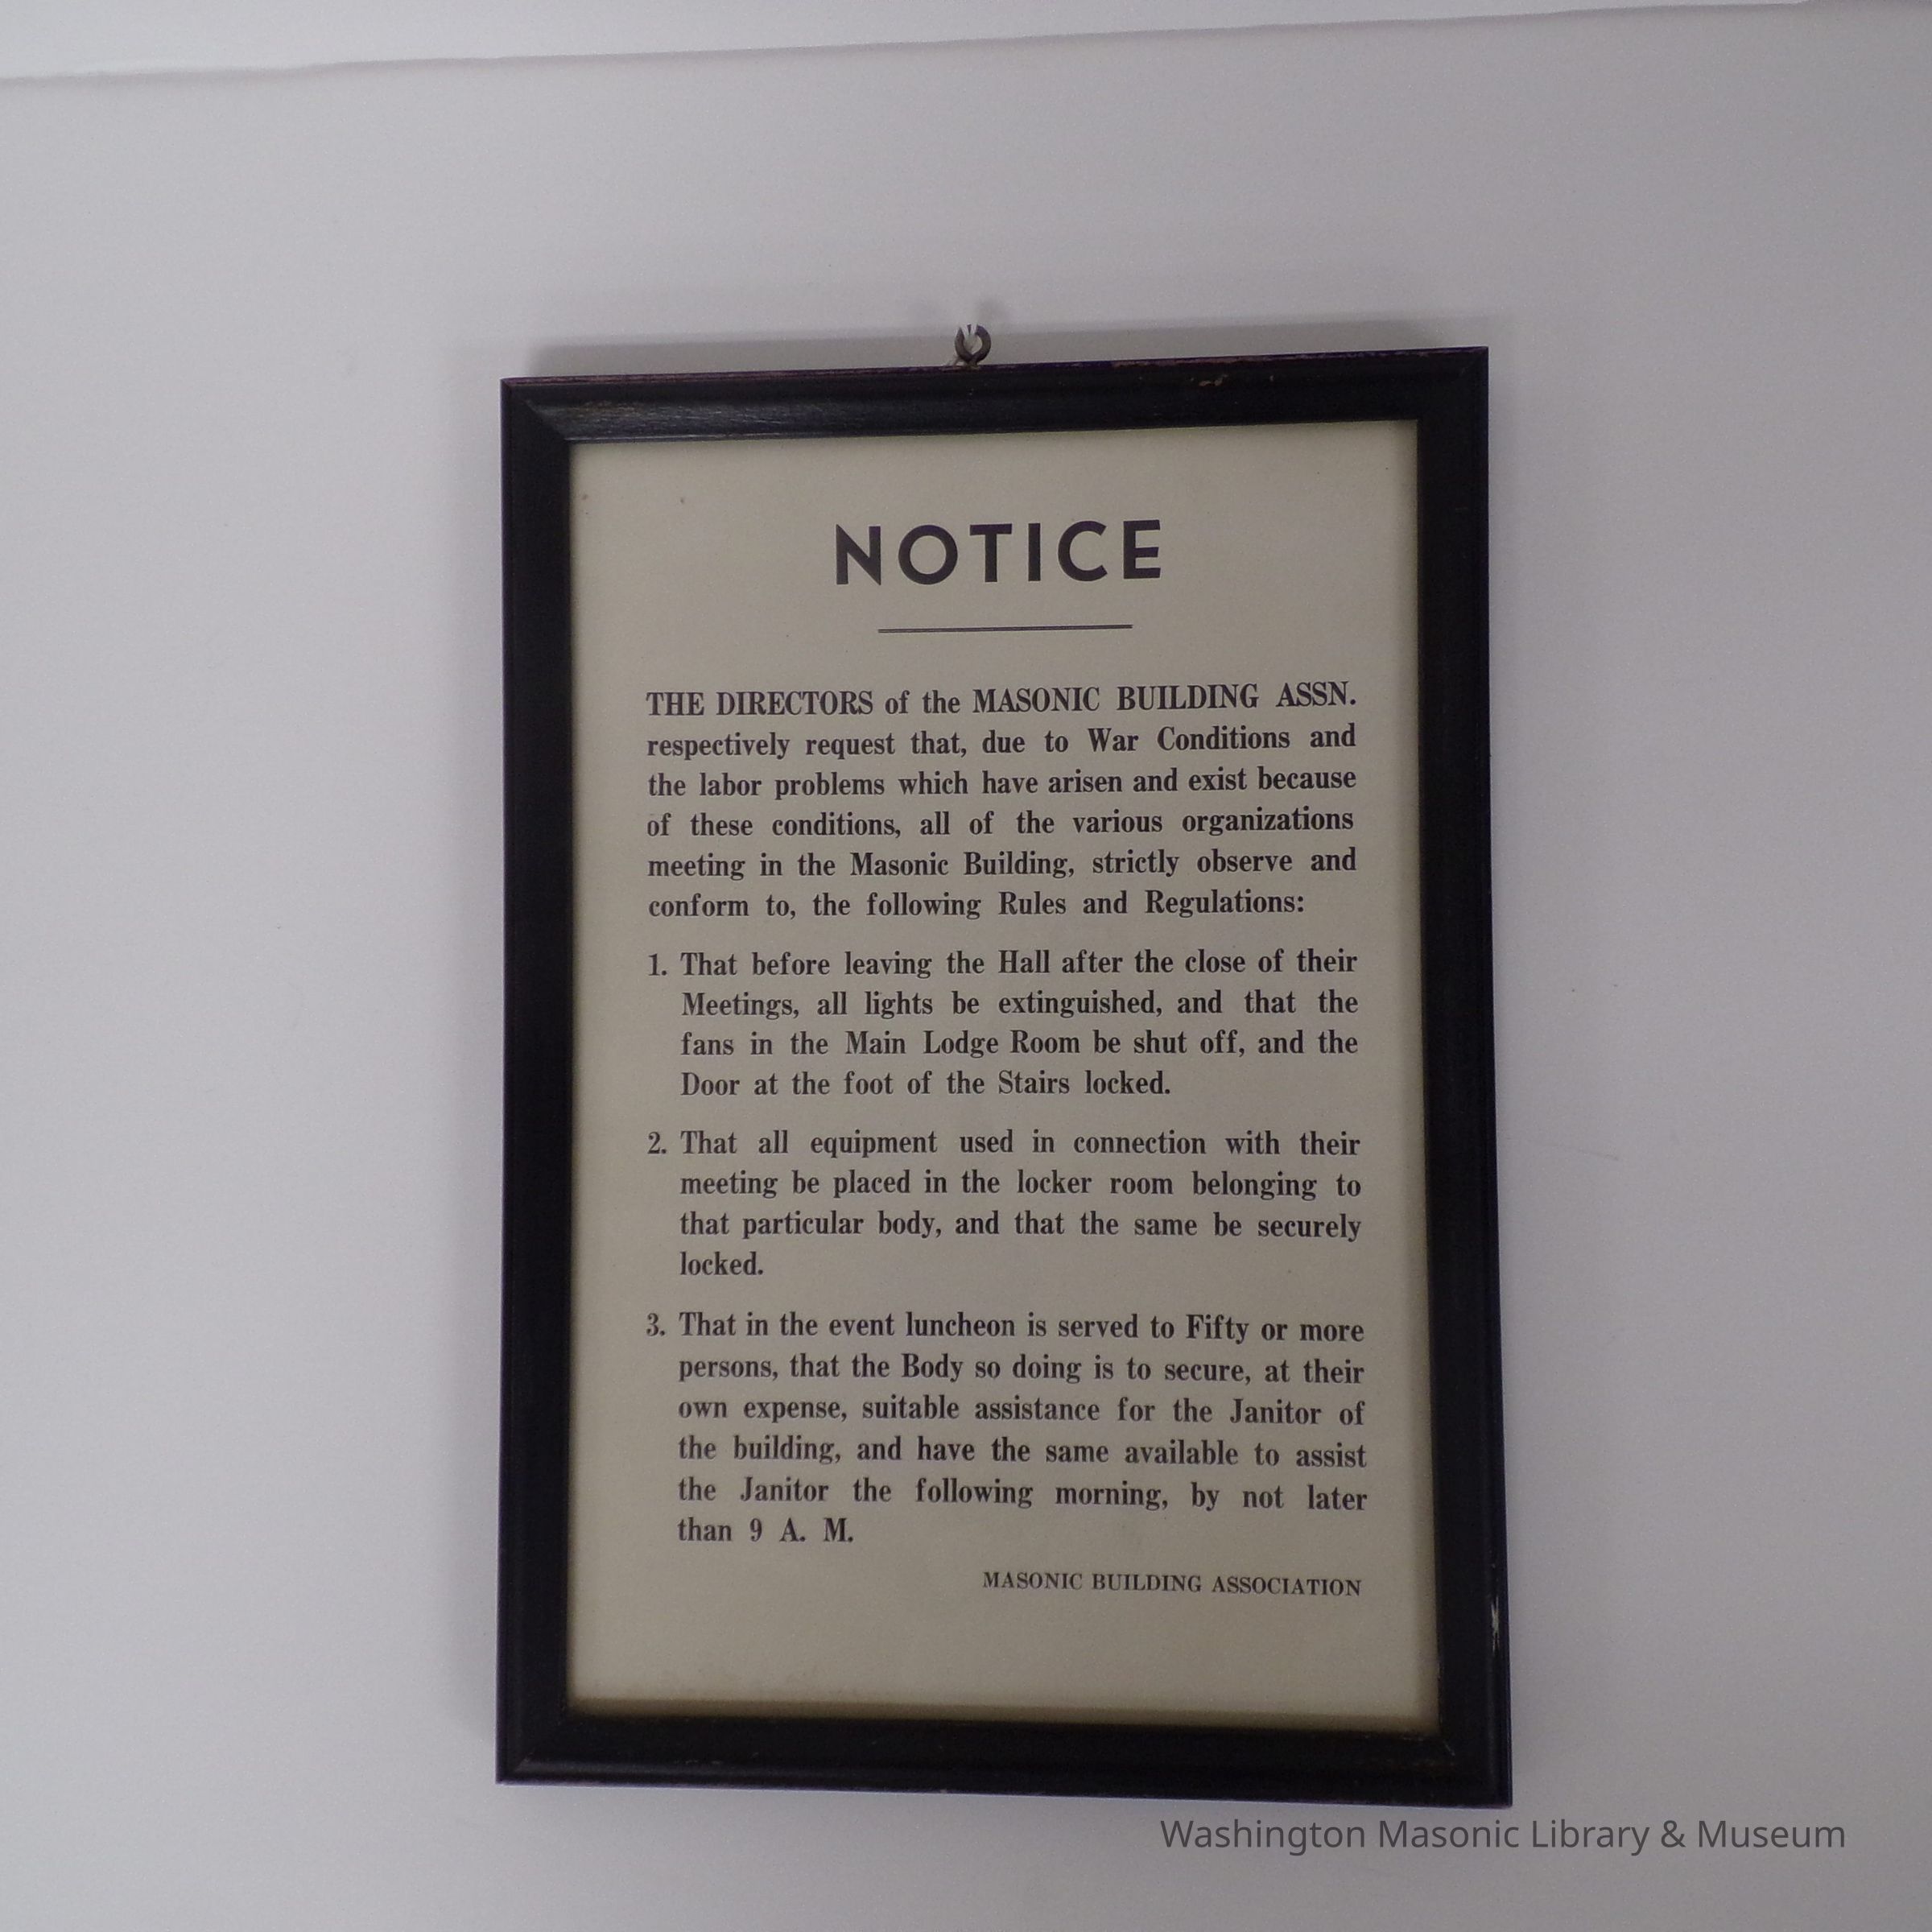 NOTICE
THE DIRECTORS of the MASONIC BUILDING ASSN.
respectively request that, due to War Conditions and
the labor problems which have arisen and exist because
of these conditions, all of the various organizations
meeting in the Masonic Building, strictly observe and
conform to, the following Rules and Regulations:
1. That before leaving the Hall after the close of their
Meetings, all lights be extinguished, and that the
fans in the Main Lodge Room be shut off, and the
Door at the foot of the Stairs locked.
2. That all equipment used in connection with their
meeting be placed in the locker room belonging to
that particular body, and that the same be securely
locked.
3. That in the event luncheon is served to Fifty or more
persons, that the Body so doing is to secure, at their
own expense, suitable assistance for the Janitor of
the building, and have the same available to assist
the Janitor the following morning, by not later
than 9 A. M.
MASONIC BUILDING ASSOCIATION
Washington Masonic Library & Museum